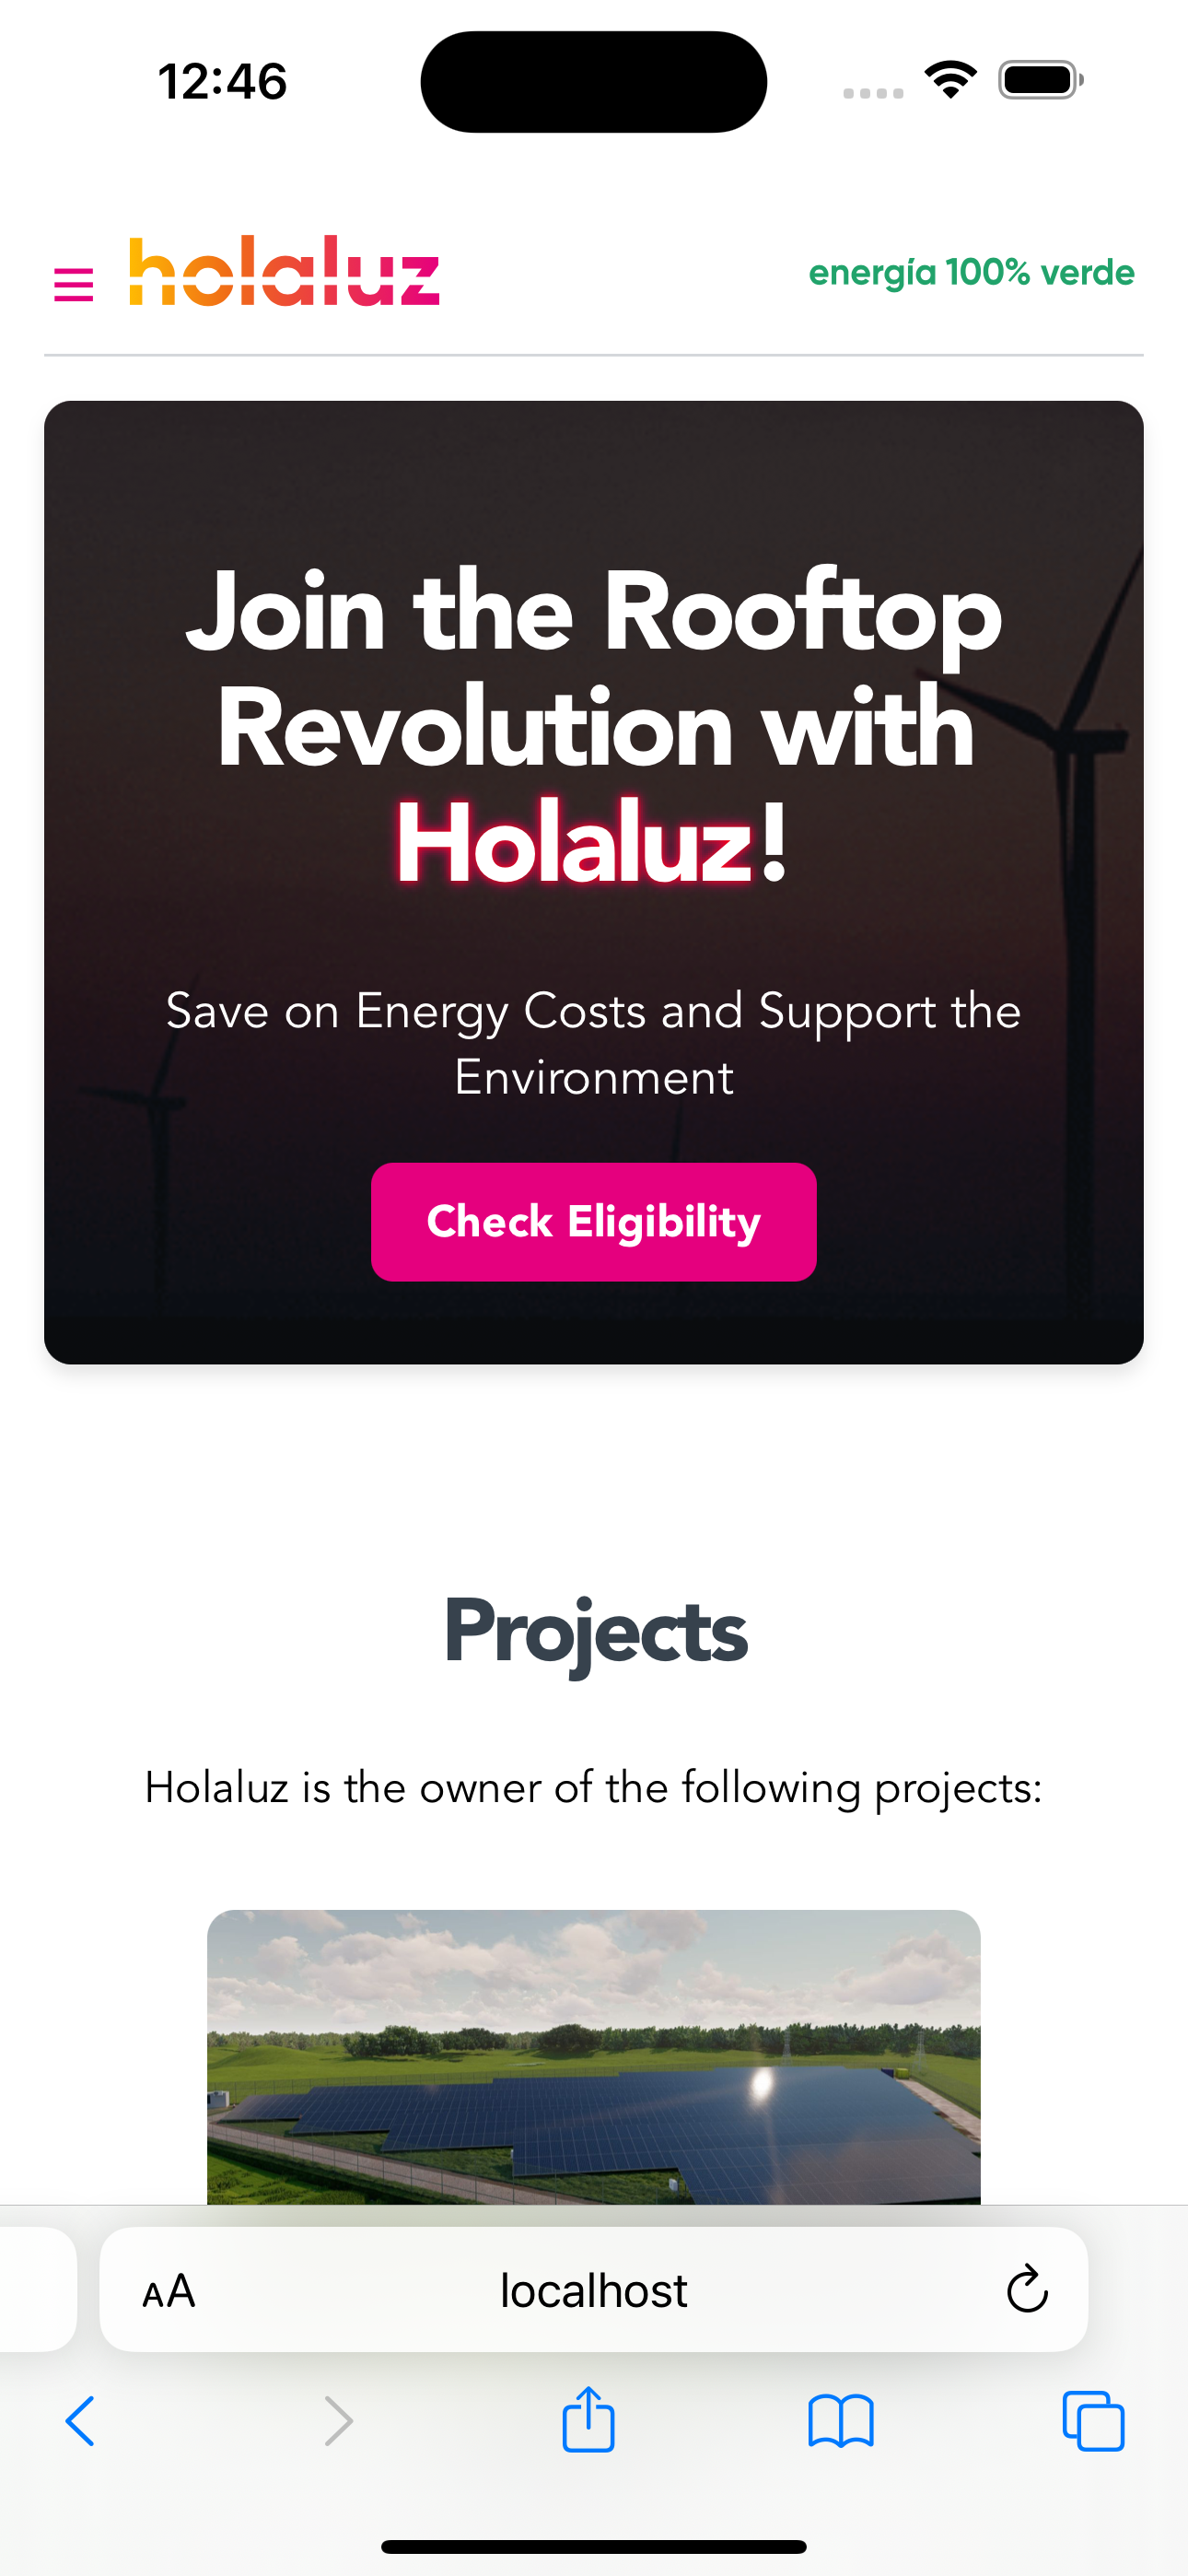 12:46
holaluz
energía 100% verde
Join the Rooftop
Revolution with
Holaluz!
Save on Energy Costs and Support the
Environment
Check Eligibility
Projects
Holaluz is the owner of the following projects:
AA
localhost